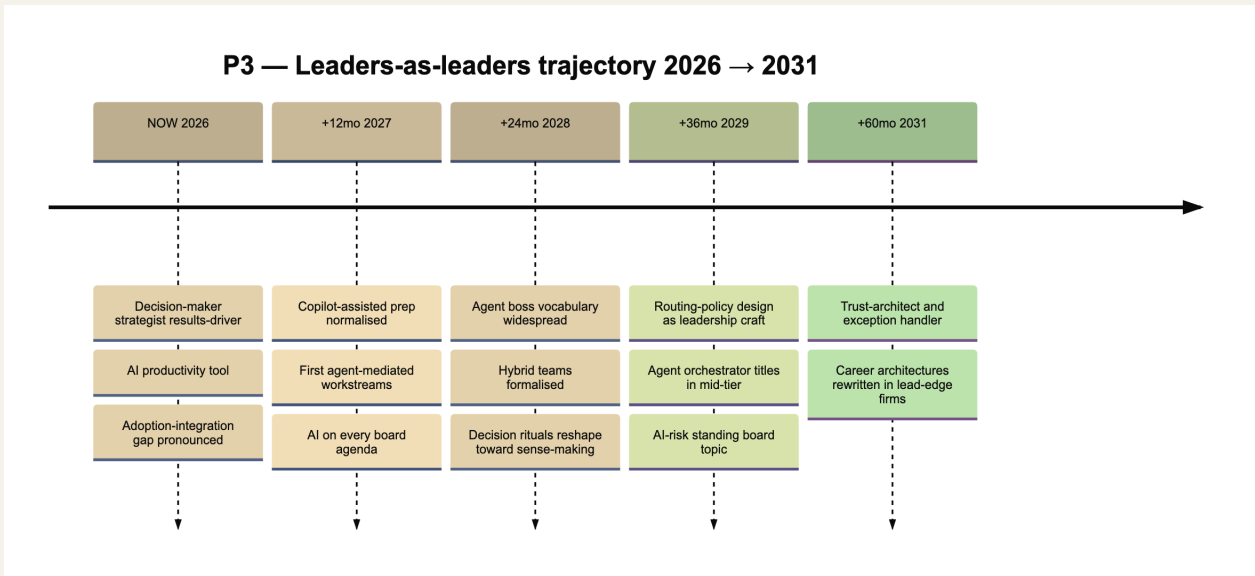 P3 — Leaders-as-leaders trajectory 2026 → 2031
NOW 2026
+12mo 2027
+24mo 2028
+36mo 2029
+60mo 2031
Decision-maker
strategist results-driver
AI productivity tool
Adoption-integration
gap pronounced
Copilot-assisted prep
normalised
First agent-mediated
workstreams
AI on every board
agenda
Agent boss vocabulary
widespread
Hybrid teams
formalised
Decision rituals reshape
toward sense-making
Routing-policy design
as leadership craft
Agent orchestrator titles
in mid-tier
AI-risk standing board
topic
Trust-architect and
exception handler
Career architectures
rewritten in lead-edge
firms